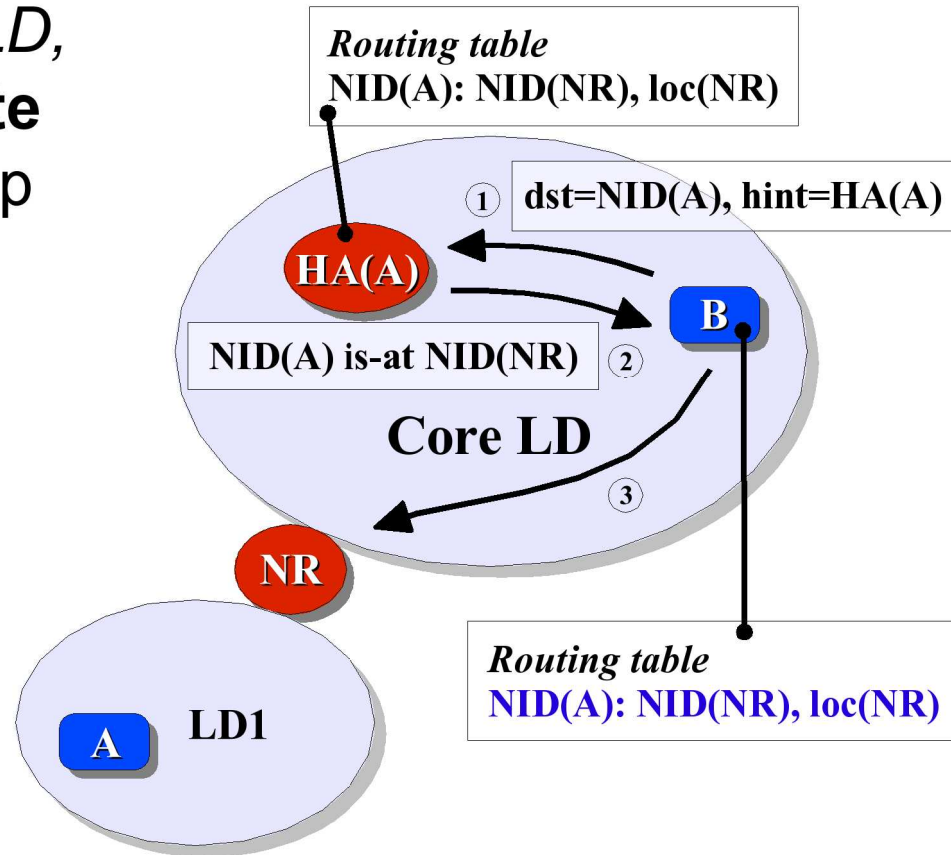 LD,
te
p
Routing table
NID(A): NID(NR), loc(NR)
1
dst=NID(A), hint=HA(A)
HA(A)
B
NID(A) is-at NID(NR)
2
Core LD
3
NR
Routing table
NID(A): NID(NR), loc(NR)
LD1
A